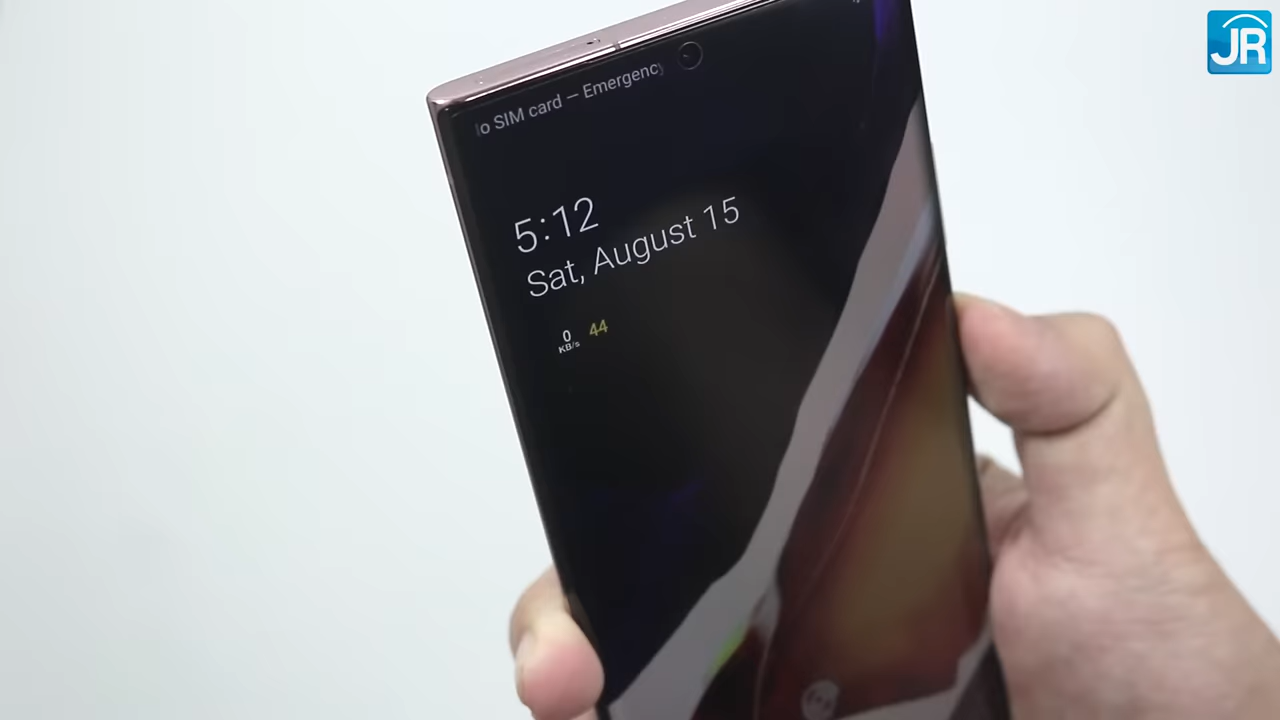 JR
o SIM card — Emergency
5:12
Sat, August 15
0
KB/s
44